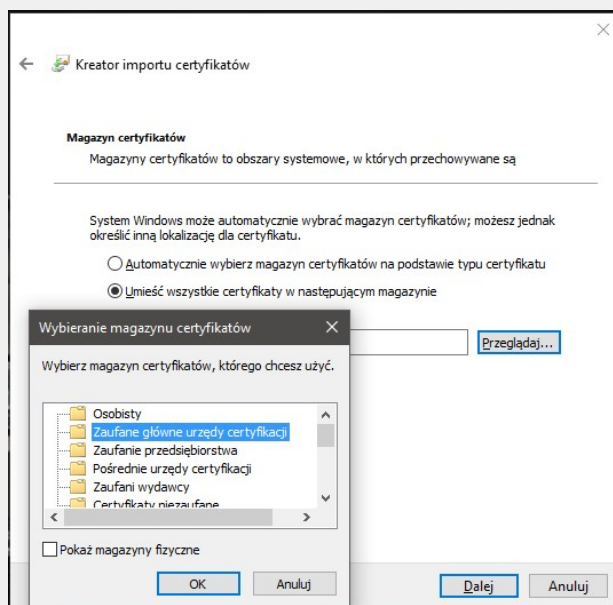 Kreator importu certyfikatów
Magazyn certyfikatów
Magazyny certyfikatów to obszary systemowe, w których przechowywane są
System Windows może automatycznie wybrać magazyn certyfikatów; możesz jednak
określić inną lokalizację dla certyfikatu.
Automatycznie wybierz magazyn certyfikatów na podstawie typu certyfikatu
Umieść wszystkie certyfikaty w następującym magazynie
Przeglądaj...
Wybieranie magazynu certyfikatów
Wybierz magazyn certyfikatów, którego chcesz użyć.
Osobisty
Zaufane główne urzędy certyfikacji
Zaufanie przedsiębiorstwa
Pośrednie urzędy certyfikacji
Zaufani wydawcy
Certyfikaty niezaufane
Pokaż magazyny fizyczne
OK Anuluj
Dalej Anuluj